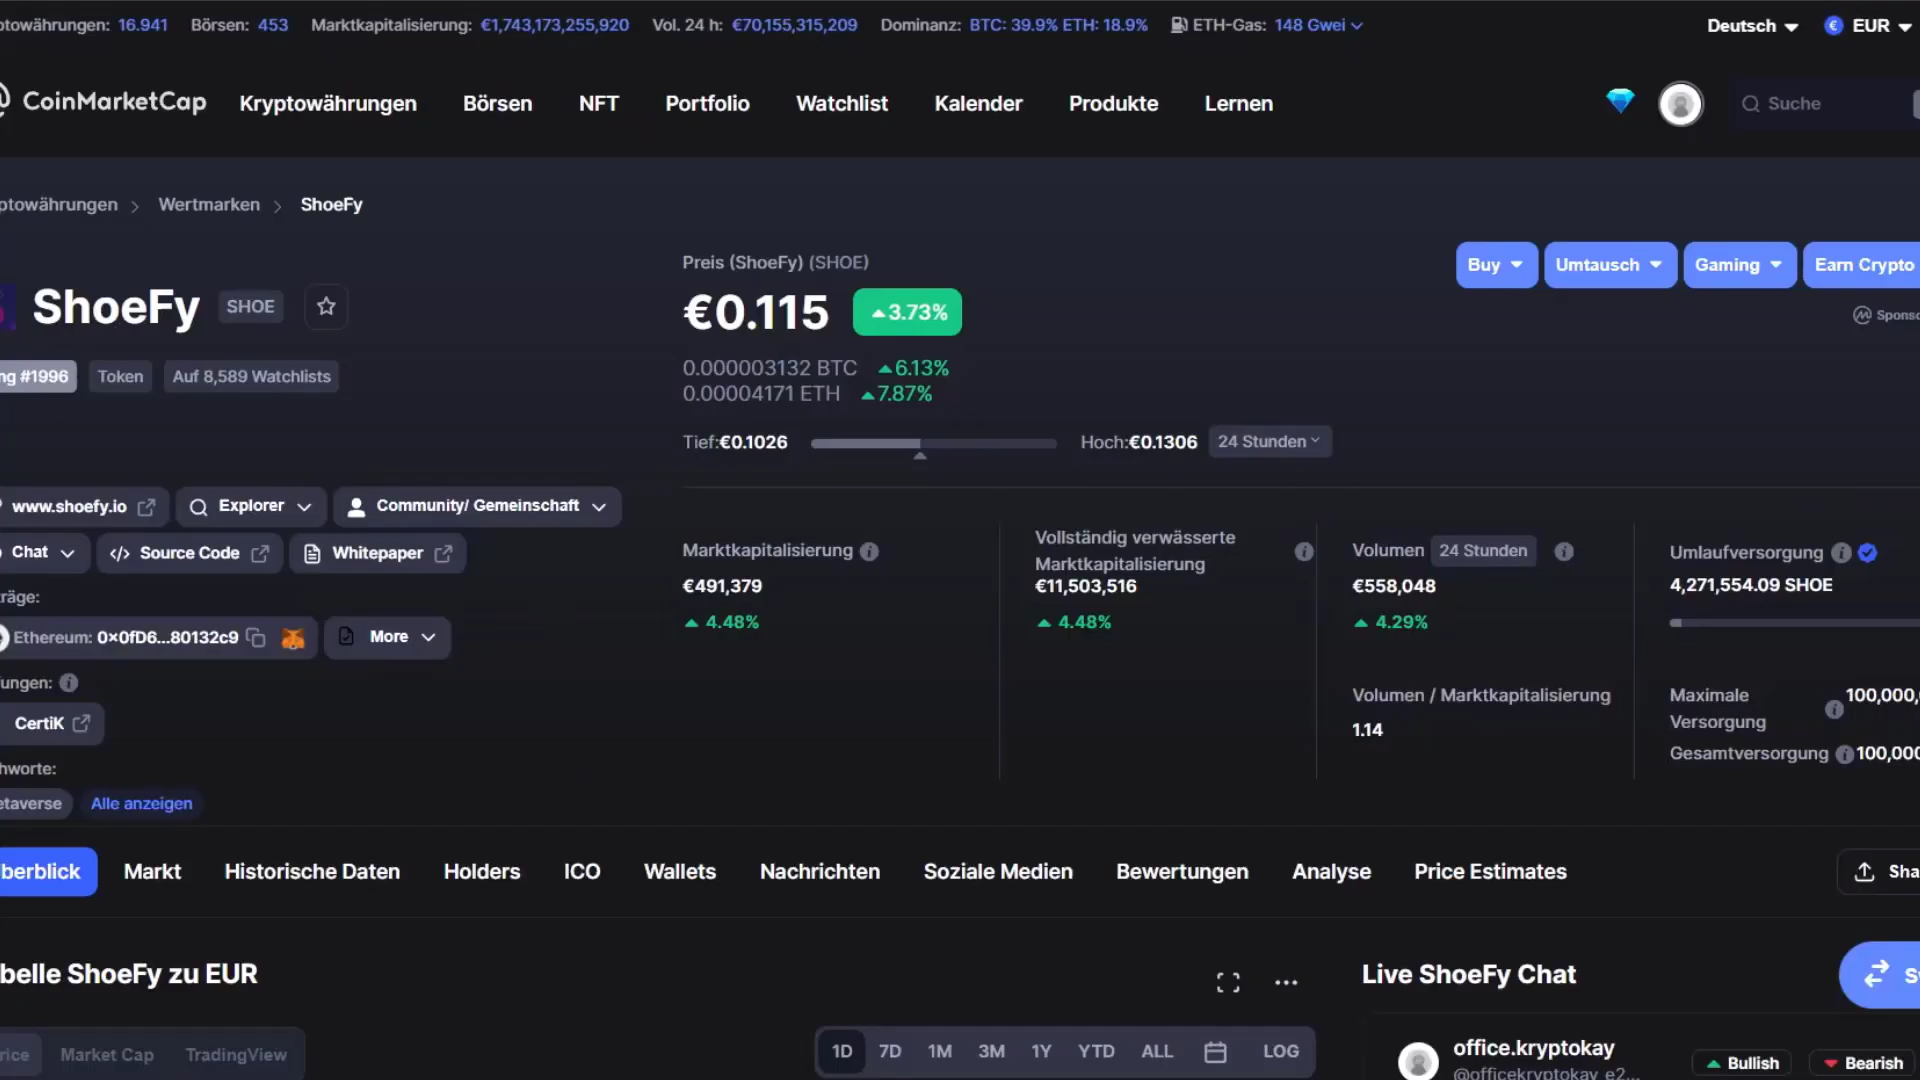 ptowährungen: 16.941 Börsen: 453 Marktkapitalisierung: €1,743,173,255,920 Vol. 24 h: €70,155,315,209 Dominanz: BTC: 39.9% ETH: 18.9% ETH-Gas: 148 Gwei Deutsch EUR
CoinMarketCap Kryptowährungen Börsen NFT Portfolio Watchlist Kalender Produkte Lernen Suche
ptowährungen > Wertmarken > ShoeFy
Preis (ShoeFy) (SHOE)
Buy Umtausch Gaming Earn Crypto
ShoeFy SHOE
€0.115 3.73%
Sponso
ng #1996 Token Auf 8,589 Watchlists
0.000003132 BTC 6.13%
0.00004171 ETH 7.87%
Tief:€0.1026 Hoch:€0.1306 24 Stunden
www.shoefy.io Explorer Community/ Gemeinschaft
Chat Source Code Whitepaper
räge:
Ethereum: 0x0fD6...80132c9 More
ungen:
CertiK
hworte:
etaverse Alle anzeigen
Marktkapitalisierung
€491,379
4.48%
Vollständig verwässerte
Marktkapitalisierung
€11,503,516
4.48%
Volumen 24 Stunden
€558,048
4.29%
Volumen / Marktkapitalisierung
1.14
Umlaufversorgung
4,271,554.09 SHOE
Maximale
Versorgung
100,000,
Gesamtversorgung 100,000
berblick Markt Historische Daten Holders ICO Wallets Nachrichten Soziale Medien Bewertungen Analyse Price Estimates Sha
belle ShoeFy zu EUR
Live ShoeFy Chat
rice Market Cap TradingView
1D 7D 1M 3M 1Y YTD ALL LOG
office.kryptokay
@officekryptokay_e2...
Bullish Bearish